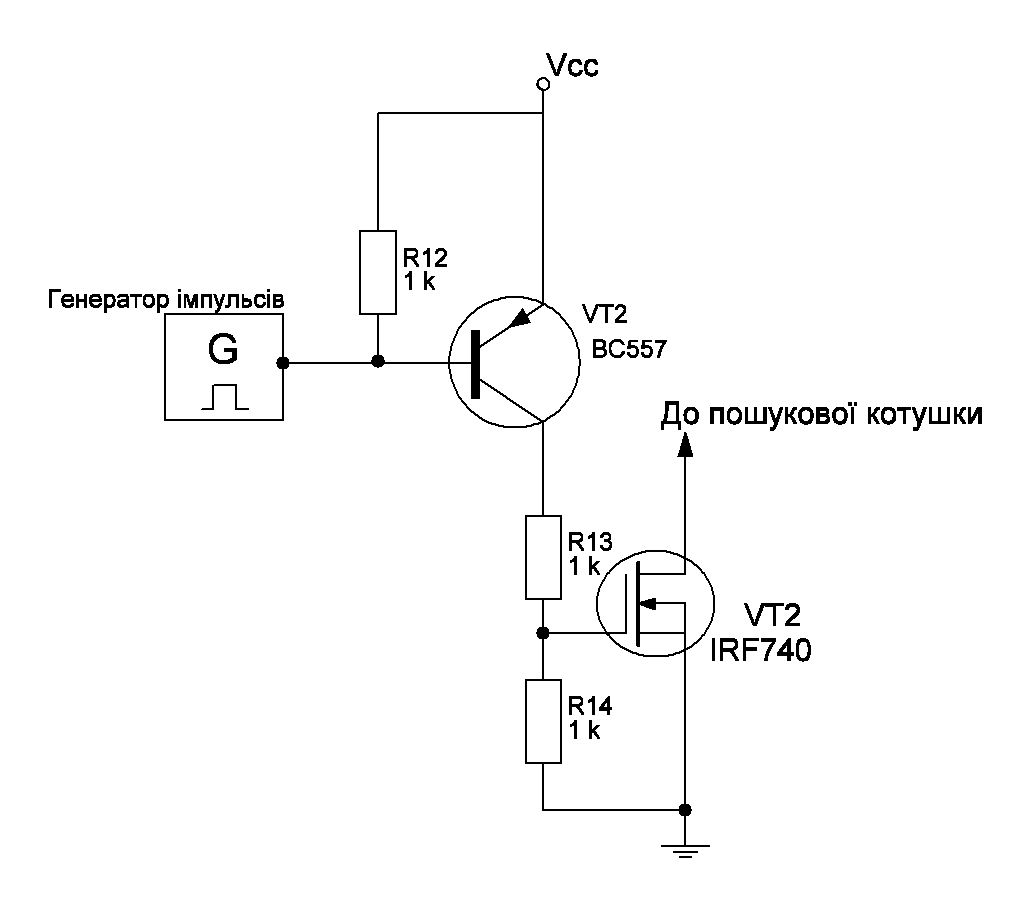 Vcc
R12
1 k
Генератор імпульсів
G
VT2
BC557
До пошукової котушки
R13
1 k
VT2
IRF740
R14
1 k